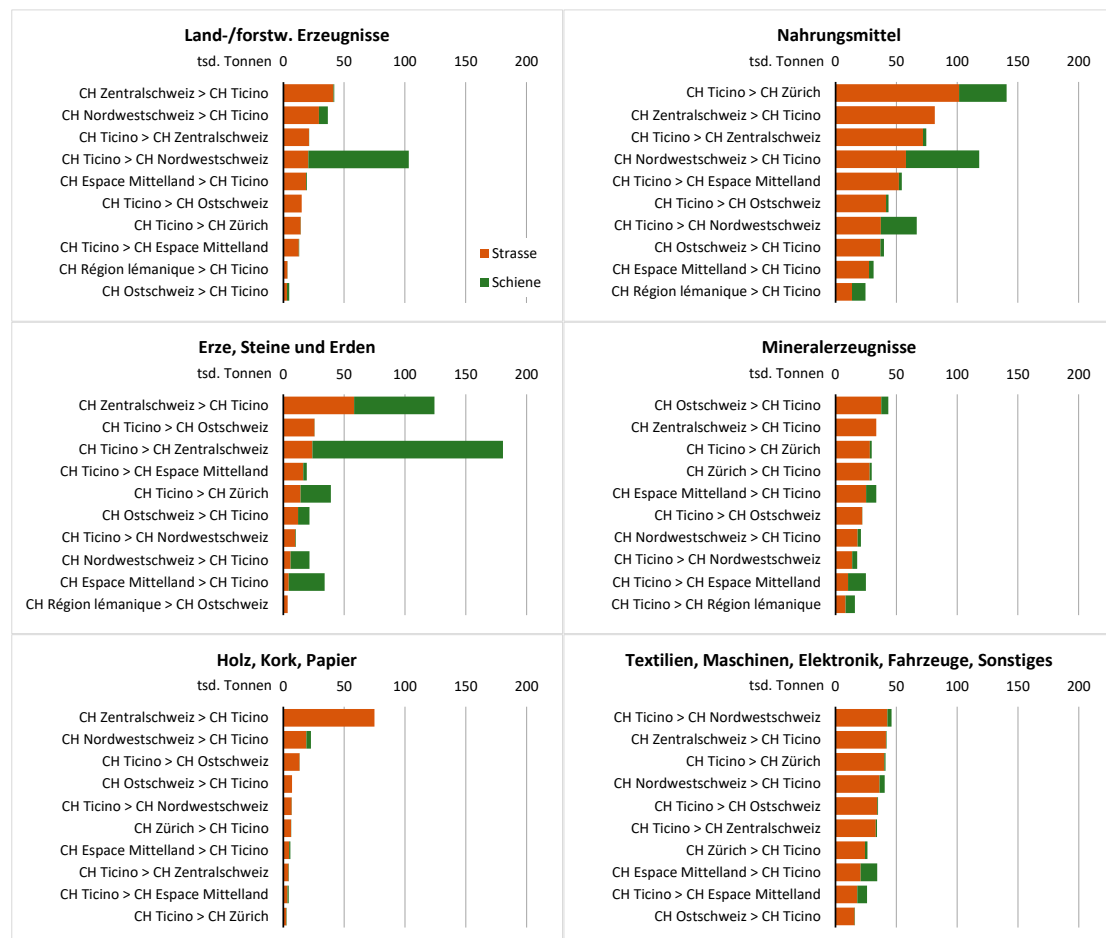 Land-/forstw. Erzeugnisse
tsd. Tonnen 0 50 100 150 200
CH Zentralschweiz > CH Ticino
CH Nordwestschweiz > CH Ticino
CH Ticino > CH Zentralschweiz
CH Ticino > CH Nordwestschweiz
CH Espace Mittelland > CH Ticino
CH Ticino > CH Ostschweiz
CH Ticino > CH Zürich
CH Ticino > CH Espace Mittelland
CH Région lémanique > CH Ticino
CH Ostschweiz > CH Ticino
Strasse
Schiene
Nahrungsmittel
tsd. Tonnen 0 50 100 150 200
CH Ticino > CH Zürich
CH Zentralschweiz > CH Ticino
CH Ticino > CH Zentralschweiz
CH Nordwestschweiz > CH Ticino
CH Ticino > CH Espace Mittelland
CH Ticino > CH Ostschweiz
CH Ticino > CH Nordwestschweiz
CH Ostschweiz > CH Ticino
CH Espace Mittelland > CH Ticino
CH Région lémanique > CH Ticino
Erze, Steine und Erden
tsd. Tonnen 0 50 100 150 200
CH Zentralschweiz > CH Ticino
CH Ticino > CH Ostschweiz
CH Ticino > CH Zentralschweiz
CH Ticino > CH Espace Mittelland
CH Ticino > CH Zürich
CH Ostschweiz > CH Ticino
CH Ticino > CH Nordwestschweiz
CH Nordwestschweiz > CH Ticino
CH Espace Mittelland > CH Ticino
CH Région lémanique > CH Ostschweiz
Mineralerzeugnisse
tsd. Tonnen 0 50 100 150 200
CH Ostschweiz > CH Ticino
CH Zentralschweiz > CH Ticino
CH Ticino > CH Zürich
CH Zürich > CH Ticino
CH Espace Mittelland > CH Ticino
CH Ticino > CH Ostschweiz
CH Nordwestschweiz > CH Ticino
CH Ticino > CH Nordwestschweiz
CH Ticino > CH Espace Mittelland
CH Ticino > CH Région lémanique
Holz, Kork, Papier
tsd. Tonnen 0 50 100 150 200
CH Zentralschweiz > CH Ticino
CH Nordwestschweiz > CH Ticino
CH Ticino > CH Ostschweiz
CH Ostschweiz > CH Ticino
CH Ticino > CH Nordwestschweiz
CH Zürich > CH Ticino
CH Espace Mittelland > CH Ticino
CH Ticino > CH Zentralschweiz
CH Ticino > CH Espace Mittelland
CH Ticino > CH Zürich
Textilien, Maschinen, Elektronik, Fahrzeuge, Sonstiges
tsd. Tonnen 0 50 100 150 200
CH Ticino > CH Nordwestschweiz
CH Zentralschweiz > CH Ticino
CH Ticino > CH Zürich
CH Nordwestschweiz > CH Ticino
CH Ticino > CH Ostschweiz
CH Ticino > CH Zentralschweiz
CH Zürich > CH Ticino
CH Espace Mittelland > CH Ticino
CH Ticino > CH Espace Mittelland
CH Ostschweiz > CH Ticino